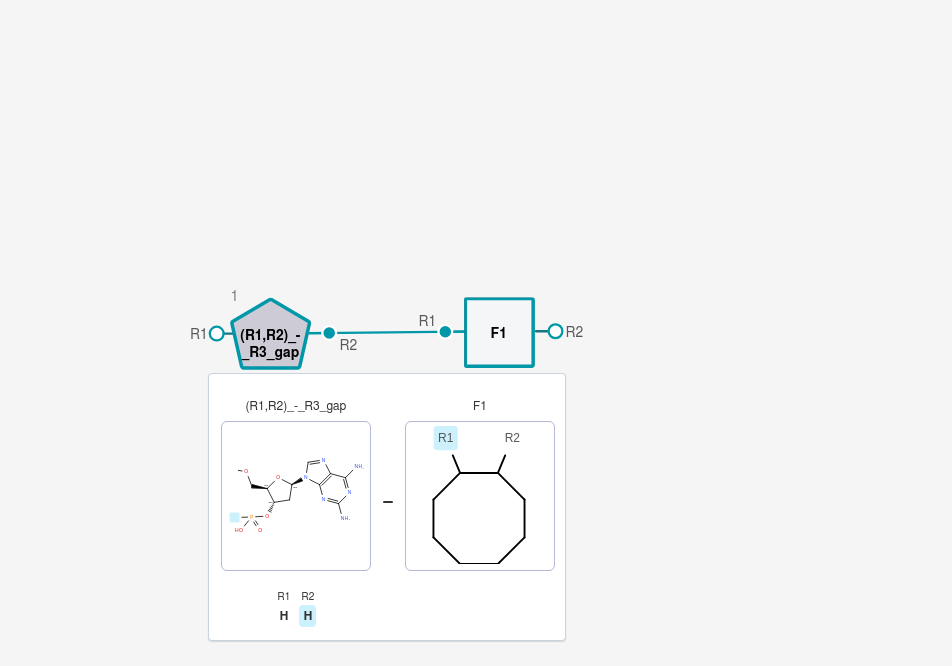 1
R1
(R1,R2)_-
_R3_gap
R2
R1
F1
R2
(R1,R2)_-_R3_gap
F1
R1
R2
O
O
N
N
NH₂
N
N
NH₂
O
P
HO
O
R1 R2
H H